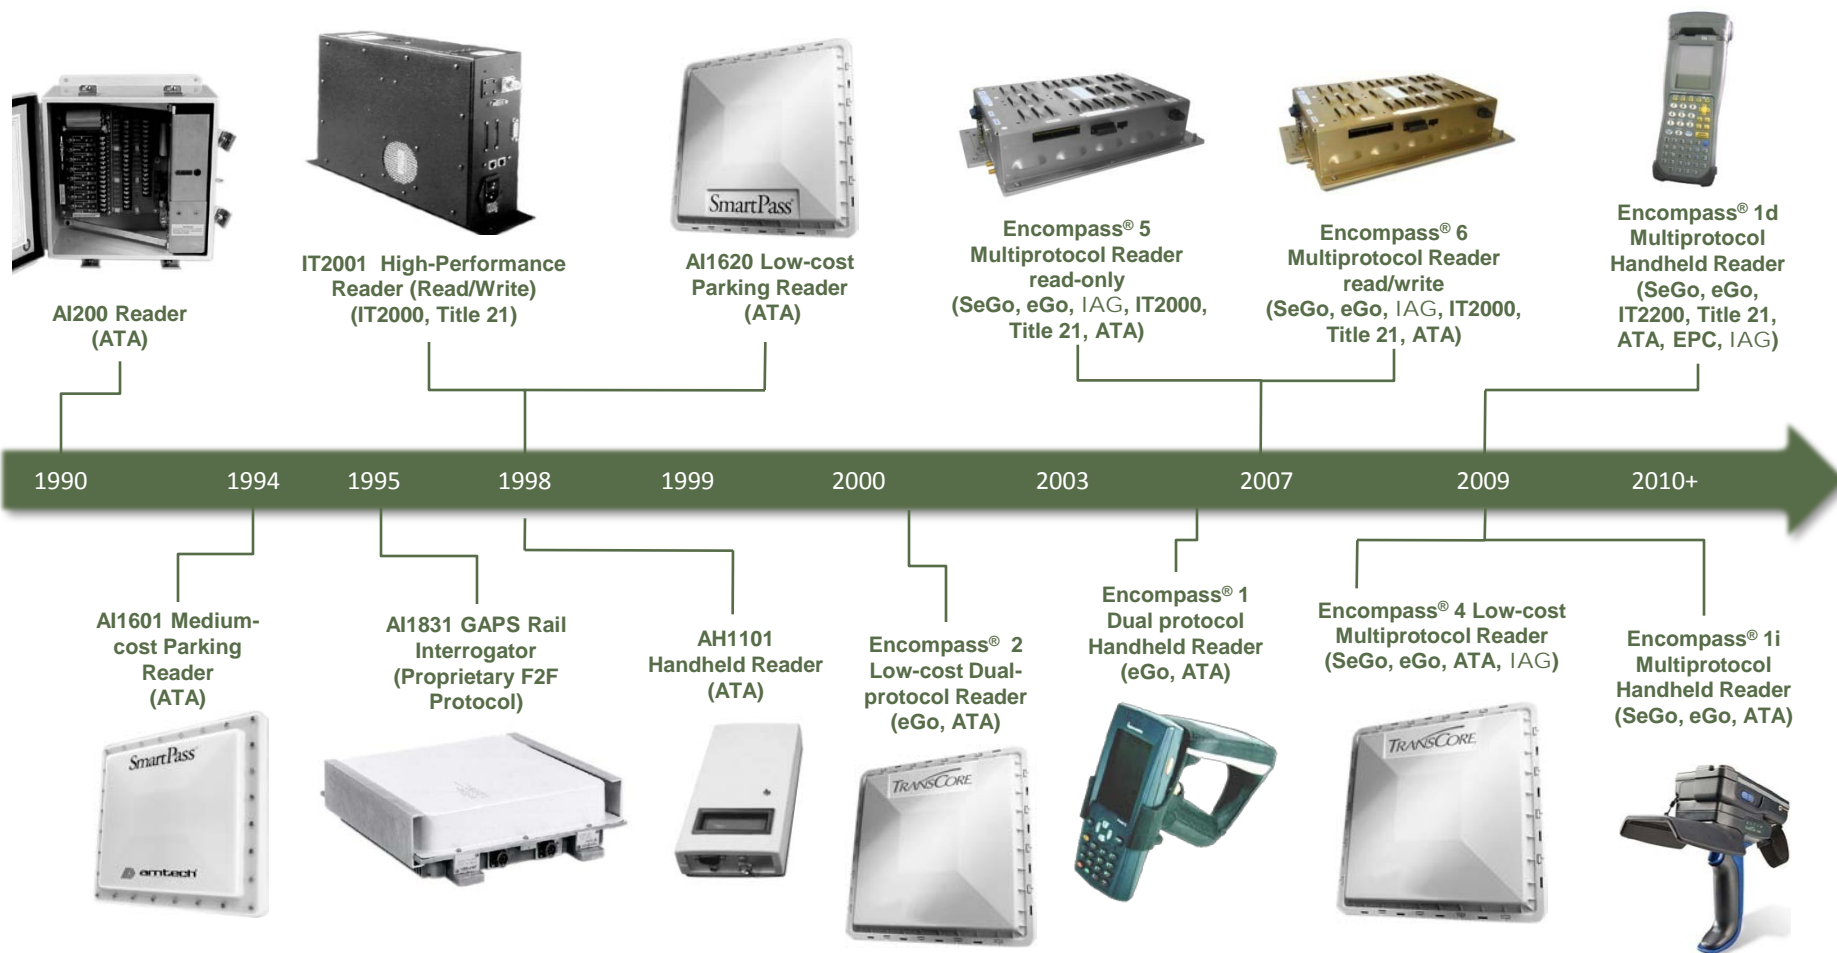 SmartPass
AI200 Reader
(ATA)
IT2001 High-Performance
Reader (Read/Write)
(IT2000, Title 21)
AI1620 Low-cost
Parking Reader
(ATA)
Encompass® 5
Multiprotocol Reader
read-only
(SeGo, eGo, IAG, IT2000,
Title 21, ATA)
Encompass® 6
Multiprotocol Reader
read/write
(SeGo, eGo, IAG, IT2000,
Title 21, ATA)
Encompass® 1d
Multiprotocol
Handheld Reader
(SeGo, eGo,
IT2200, Title 21,
ATA, EPC, IAG)
1990
1994
1995
1998
1999
2000
2003
2007
2009
2010+
AI1601 Medium-
cost Parking
Reader
(ATA)
AI1831 GAPS Rail
Interrogator
(Proprietary F2F
Protocol)
AH1101
Handheld Reader
(ATA)
Encompass® 2
Low-cost Dual-
protocol Reader
(eGo, ATA)
Encompass® 1
Dual protocol
Handheld Reader
(eGo, ATA)
Encompass® 4 Low-cost
Multiprotocol Reader
(SeGo, eGo, ATA, IAG)
Encompass® 1i
Multiprotocol
Handheld Reader
(SeGo, eGo, ATA)
SmartPass
amtech
TRANSCORE
TRANSCORE